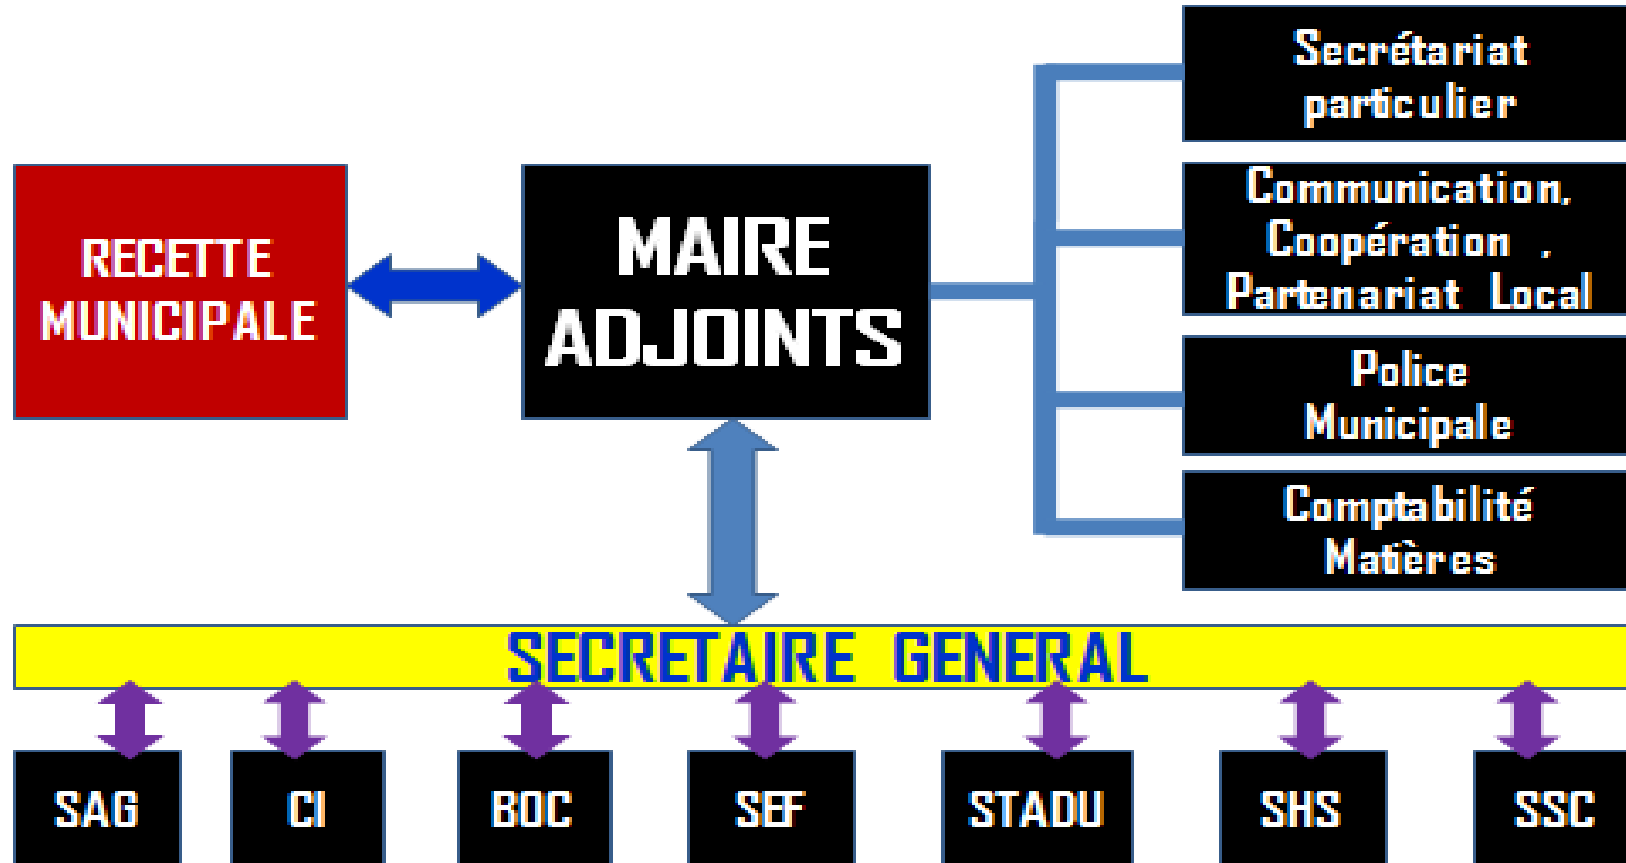 Secrétariat
particulier
Communication,
Coopération ,
Partenariat Local
Police
Municipale
Comptabilité
Matières
RECETTE
MUNICIPALE
MAIRE
ADJOINTS
SECRETAIRE GENERAL
SAG
CI
BOC
SEF
STADU
SHS
SSC